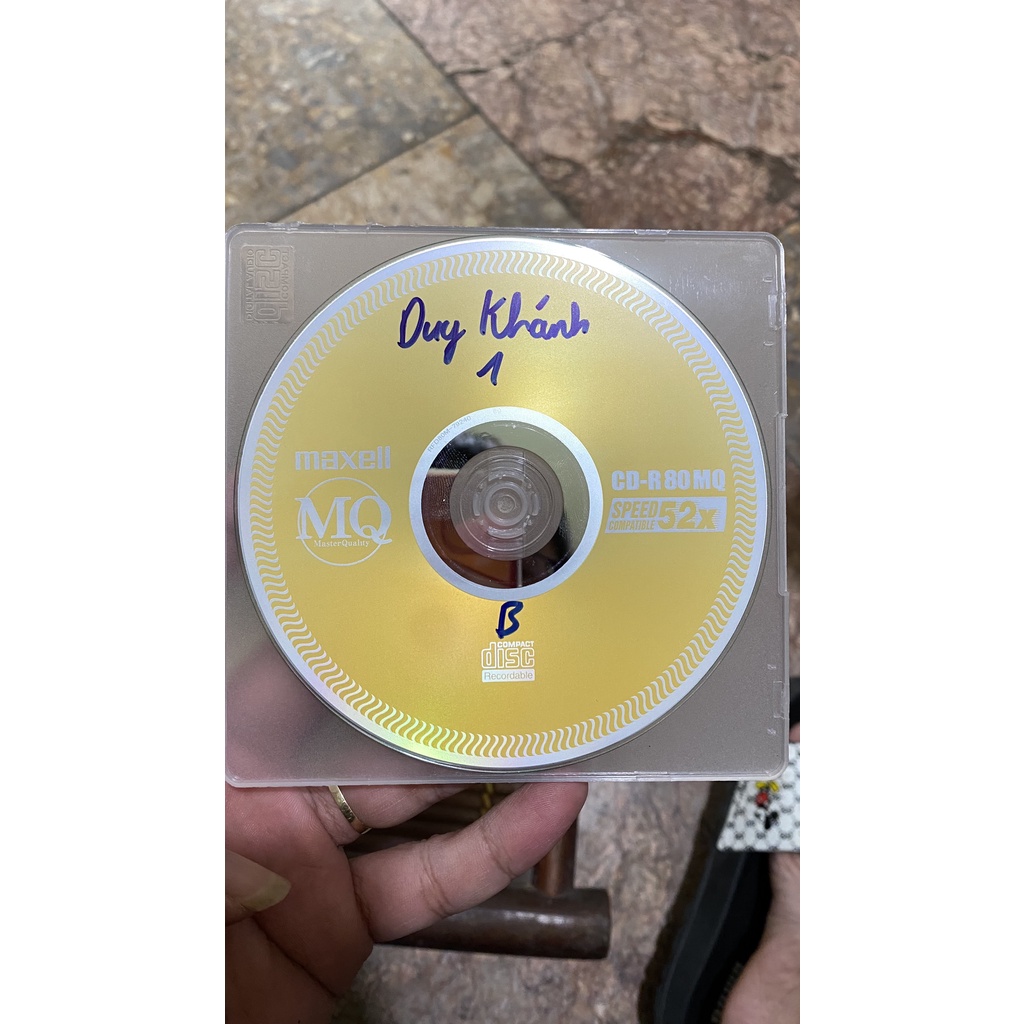 Duy Khánh
1
maxell
MQ
MasterQuality
CD-R 80 MQ
SPEED
COMPATIBLE
52x
B
COMPACT
disc
Recordable